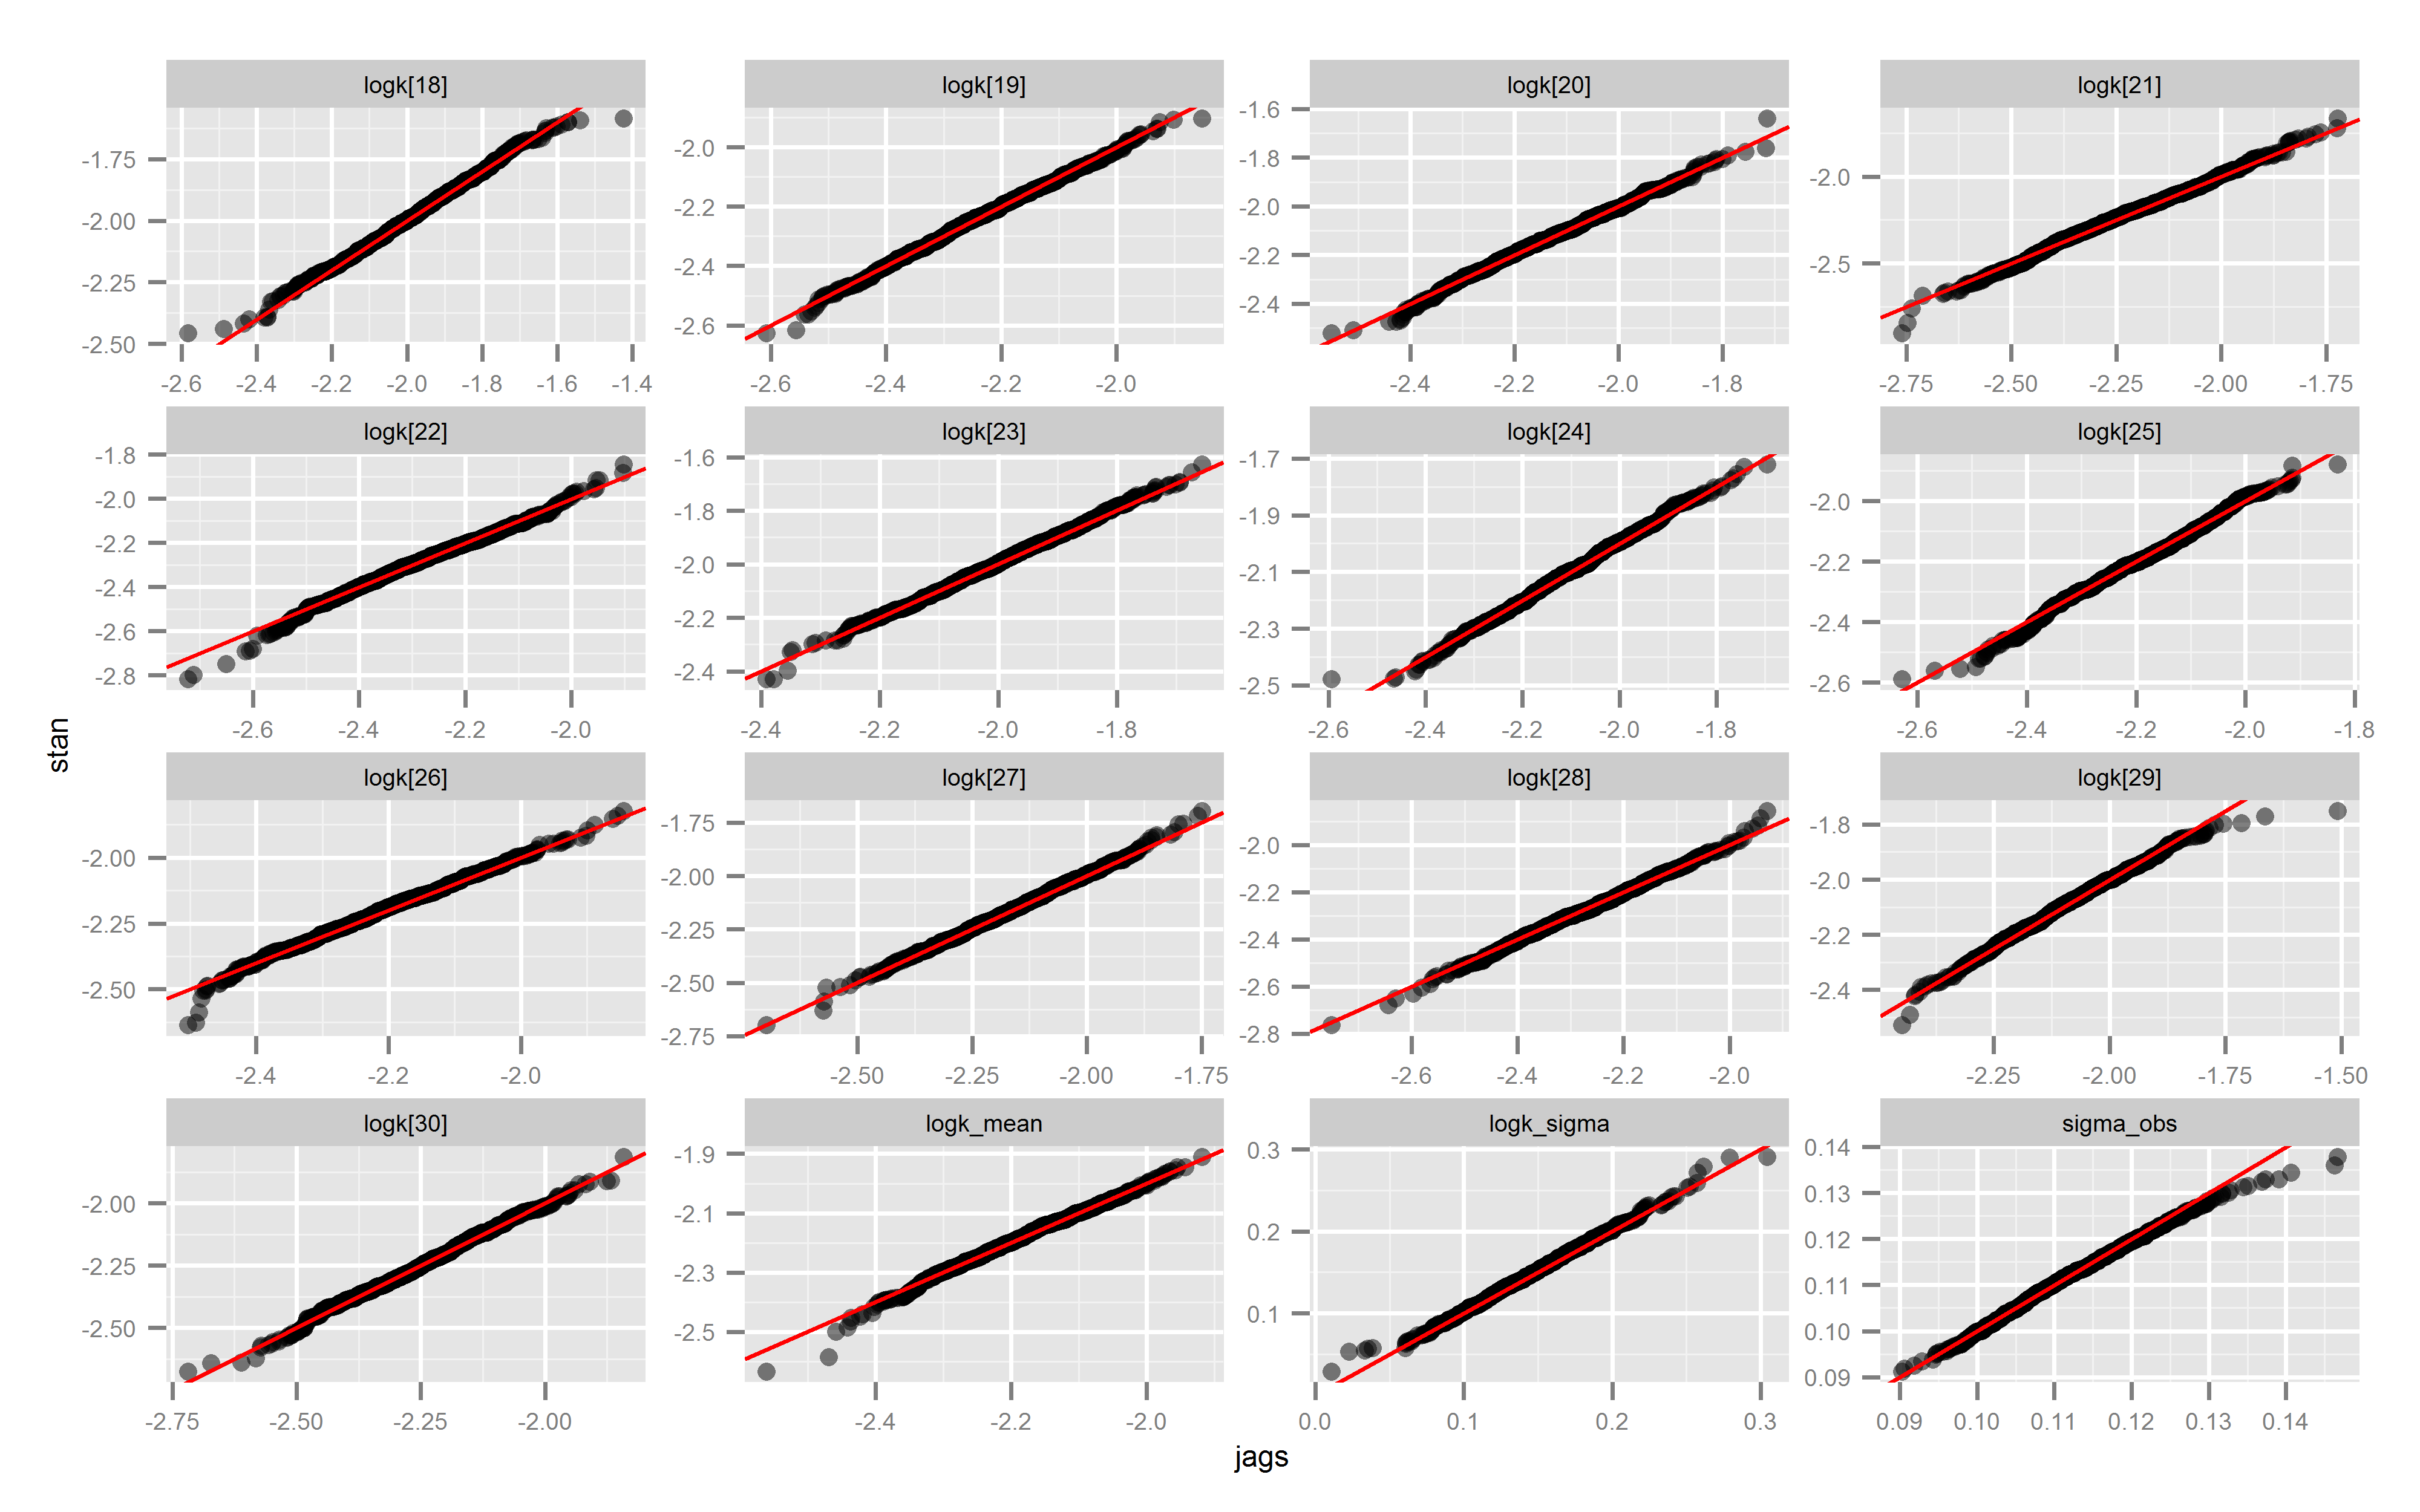 logk[18] logk[19] logk[20] logk[21]
-1.75 -2.00 -2.25 -2.50
-2.0 -2.2 -2.4 -2.6
-1.6 -1.8 -2.0 -2.2 -2.4
-2.0 -2.5
-2.6 -2.4 -2.2 -2.0 -1.8 -1.6 -1.4
-2.6 -2.4 -2.2 -2.0
-2.4 -2.2 -2.0 -1.8
-2.75 -2.50 -2.25 -2.00 -1.75
logk[22] logk[23] logk[24] logk[25]
-1.8 -2.0 -2.2 -2.4 -2.6 -2.8
-1.6 -1.8 -2.0 -2.2 -2.4
-1.7 -1.9 -2.1 -2.3 -2.5
-2.0 -2.2 -2.4 -2.6
-2.6 -2.4 -2.2 -2.0
-2.4 -2.2 -2.0 -1.8
-2.6 -2.4 -2.2 -2.0 -1.8
-2.6 -2.4 -2.2 -2.0 -1.8
stan
logk[26] logk[27] logk[28] logk[29]
-2.00 -2.25 -2.50
-1.75 -2.00 -2.25 -2.50 -2.75
-2.0 -2.2 -2.4 -2.6 -2.8
-1.8 -2.0 -2.2 -2.4
-2.4 -2.2 -2.0
-2.50 -2.25 -2.00 -1.75
-2.6 -2.4 -2.2 -2.0
-2.25 -2.00 -1.75 -1.50
logk[30] logk_mean logk_sigma sigma_obs
-2.00 -2.25 -2.50
-1.9 -2.1 -2.3 -2.5
0.3 0.2 0.1
0.14 0.13 0.12 0.11 0.10 0.09
-2.75 -2.50 -2.25 -2.00
-2.4 -2.2 -2.0
0.0 0.1 0.2 0.3
0.09 0.10 0.11 0.12 0.13 0.14
jags